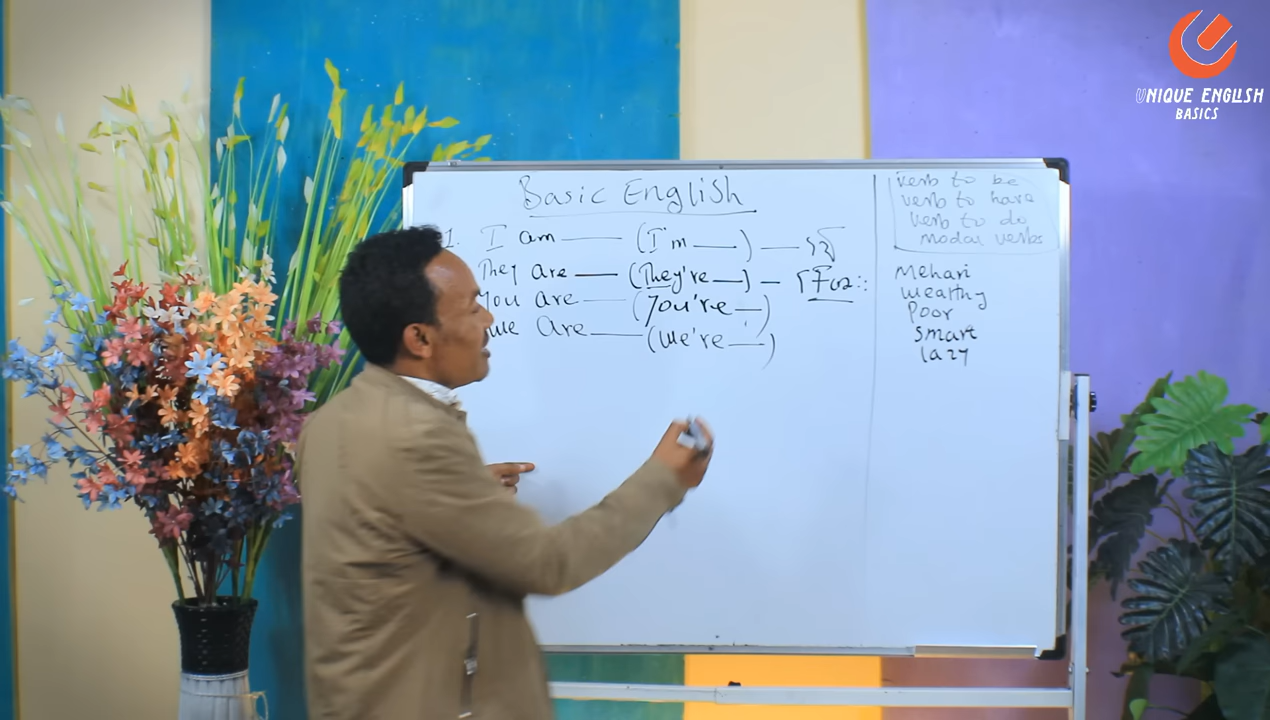 UNIQUE ENGLISH
BASICS
Basic English
1. I am —— (I'm ——) —— ነኝ
They are —— (They're ——) —
You are —— (You're —)
We are —— (We're ——)
verb to be
verb to have
verb to do
modal verbs
Mehari
wealthy
Poor
smart
lazy